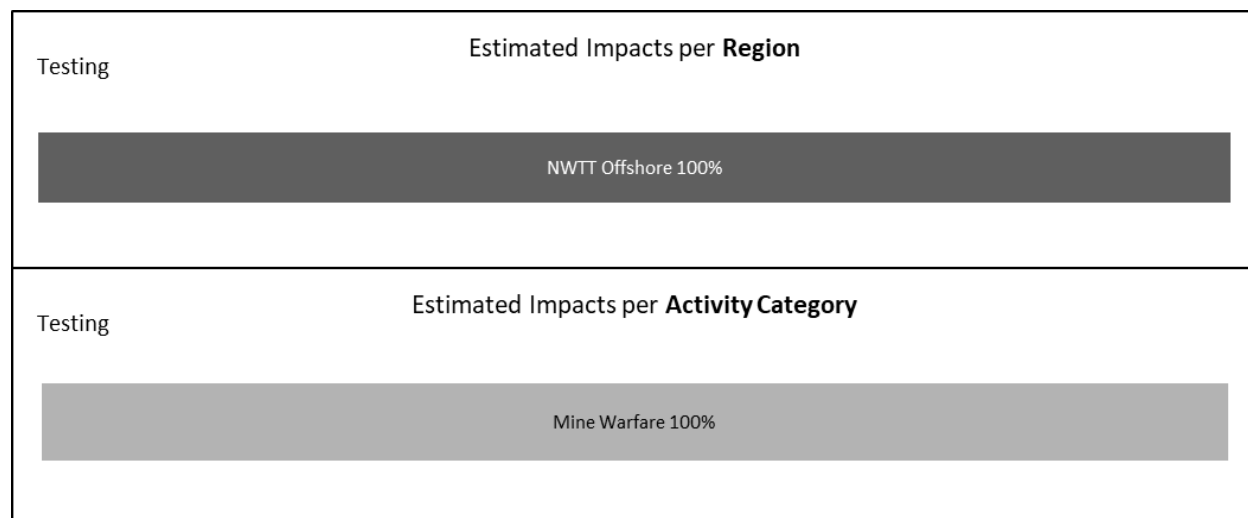 Estimated Impacts per Region
Testing
NWTT Offshore 100%
Estimated Impacts per Activity Category
Testing
Mine Warfare 100%